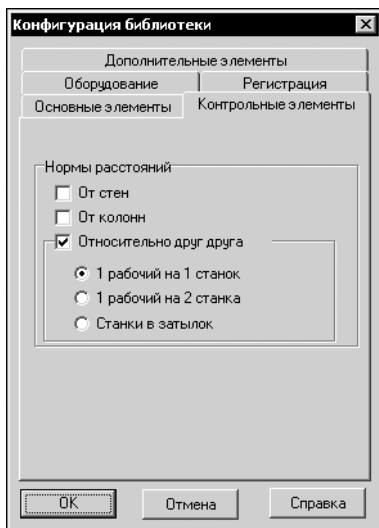 Конфигурация библиотеки
Дополнительные элементы
Оборудование Регистрация
Основные элементы Контрольные элементы
Нормы расстояний
От стен
От колонн
Относительно друг друга
1 рабочий на 1 станок
1 рабочий на 2 станка
Станки в затылок
OK Отмена Справка